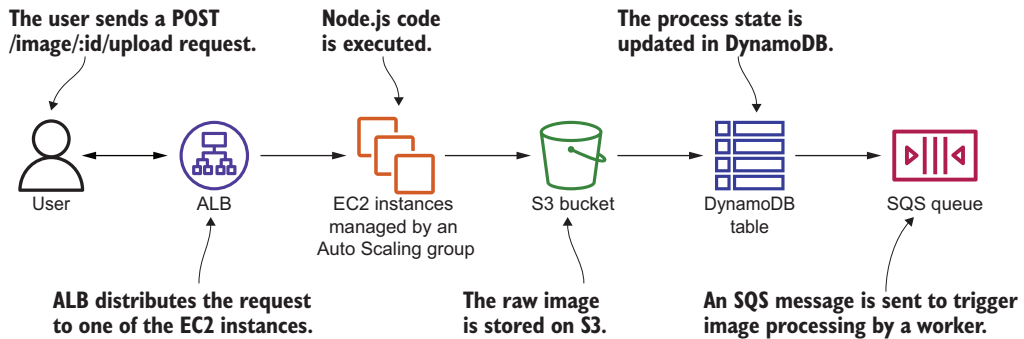 The user sends a POST
/image/:id/upload request.
Node.js code
is executed.
The process state is
updated in DynamoDB.
User
ALB
EC2 instances
managed by an
Auto Scaling group
S3 bucket
DynamoDB
table
SQS queue
ALB distributes the request
to one of the EC2 instances.
The raw image
is stored on S3.
An SQS message is sent to trigger
image processing by a worker.